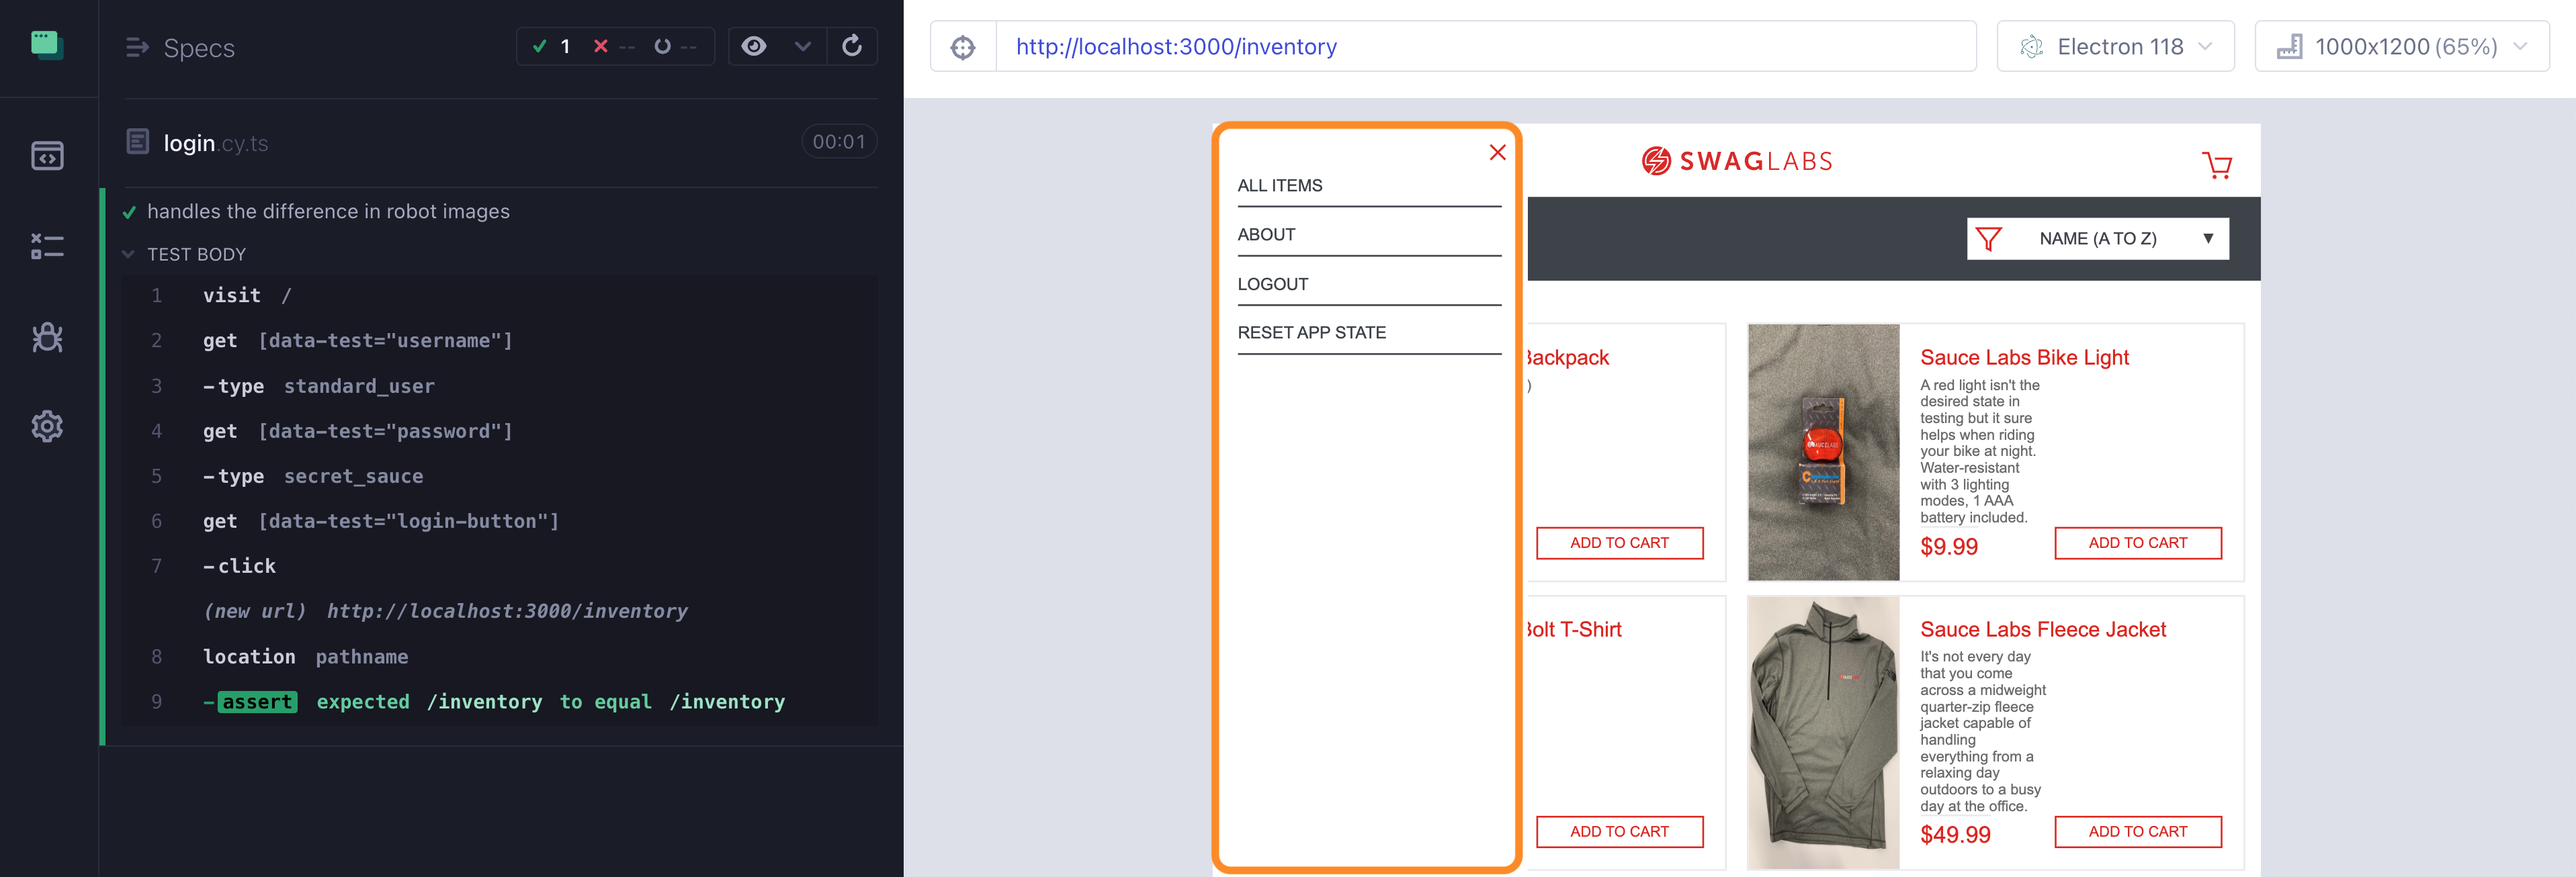 Specs
1 -- --
login.cy.ts
00:01
handles the difference in robot images
TEST BODY
1 visit /
2 get [data-test="username"]
3 -type standard_user
4 get [data-test="password"]
5 -type secret_sauce
6 get [data-test="login-button"]
7 -click
(new url) http://localhost:3000/inventory
8 location pathname
9 -assert expected /inventory to equal /inventory
http://localhost:3000/inventory
Electron 118
1000x1200 (65%)
ALL ITEMS
ABOUT
LOGOUT
RESET APP STATE
SWAGLABS
NAME (A TO Z)
Backpack
)
ADD TO CART
Sauce Labs Bike Light
A red light isn't the
desired state in
testing but it sure
helps when riding
your bike at night.
Water-resistant
with 3 lighting
modes, 1 AAA
battery included.
$9.99
ADD TO CART
Bolt T-Shirt
ADD TO CART
Sauce Labs Fleece Jacket
It's not every day
that you come
across a midweight
quarter-zip fleece
jacket capable of
handling
everything from a
relaxing day
outdoors to a busy
day at the office.
$49.99
ADD TO CART